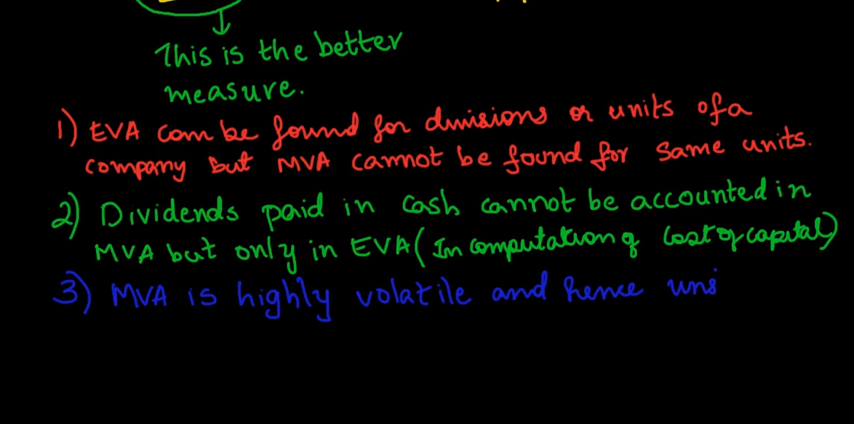 This is the better
measure.
1) EVA can be found for divisions or units of a
company but MVA cannot be found for same units.
2) Dividends paid in cash cannot be accounted in
MVA but only in EVA (In computation of cost of capital)
3) MVA is highly volatile and hence uns